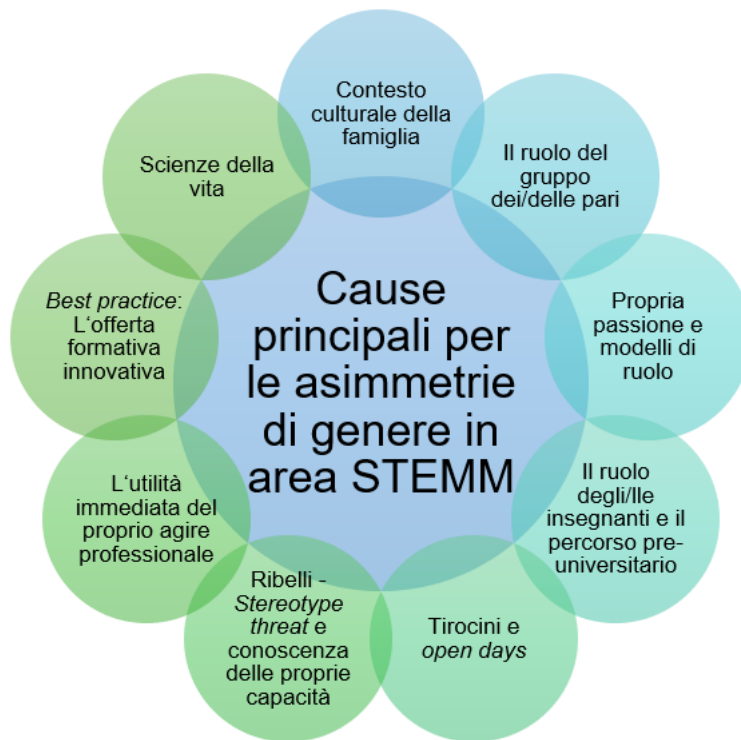 Contesto
culturale della
famiglia
Il ruolo del
gruppo
dei/delle pari
Propria
passione e
modelli di
ruolo
Il ruolo
degli/lle
insegnanti e il
percorso pre-
universitario
Tirocini e
open days
Ribelli -
Stereotype
threat e
conoscenza
delle proprie
capacità
L‘utilità
immediata del
proprio agire
professionale
Best practice:
L‘offerta
formativa
innovativa
Scienze della
vita
Cause
principali per
le asimmetrie
di genere in
area STEMM